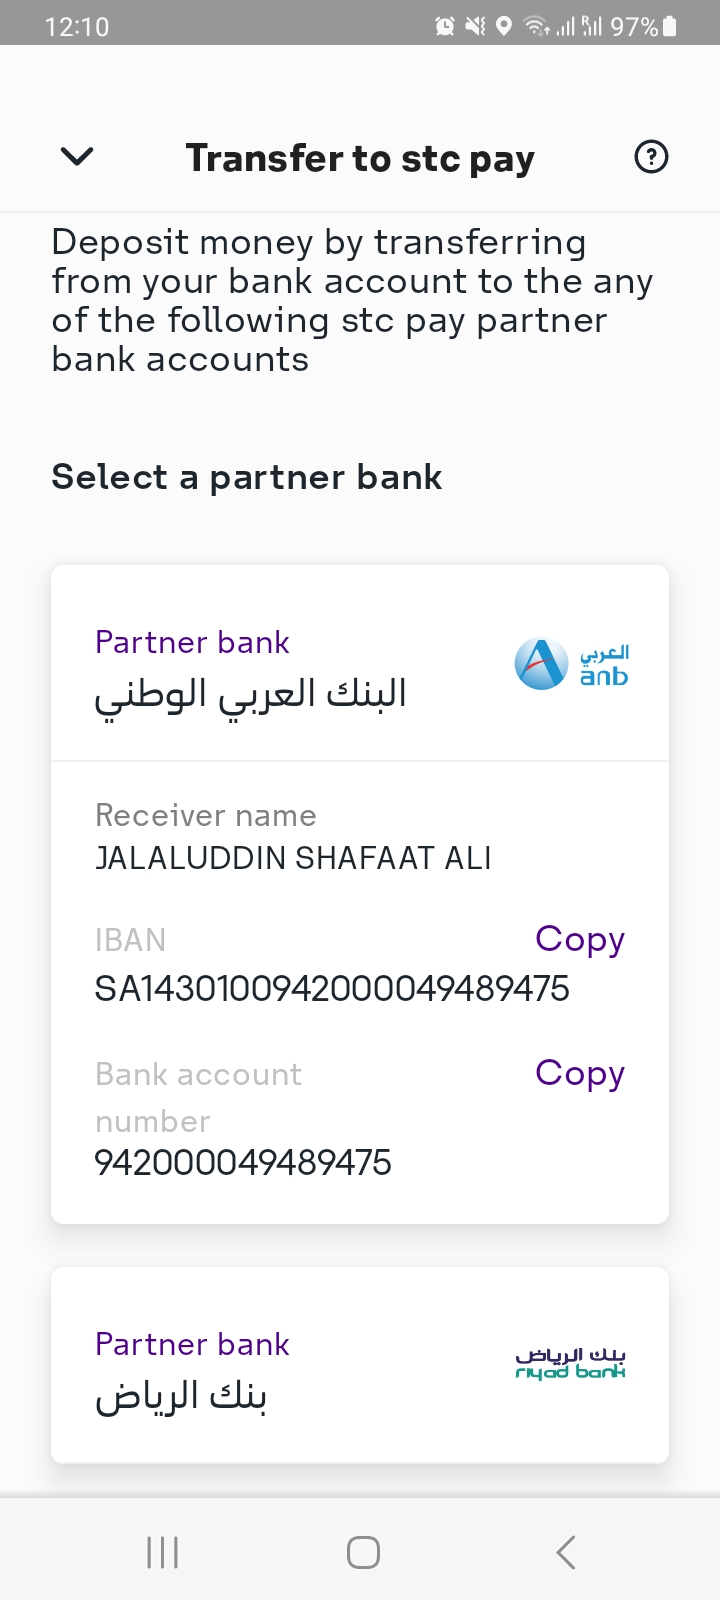 12:10
97%
Transfer to stc pay
Deposit money by transferring
from your bank account to the any
of the following stc pay partner
bank accounts
Select a partner bank
Partner bank
البنك العربي الوطني
العربي
anb
Receiver name
JALALUDDIN SHAFAAT ALI
IBAN
Copy
SA1430100942000049489475
Bank account
number
Copy
942000049489475
Partner bank
بنك الرياض
بنك الرياض
riyad bank